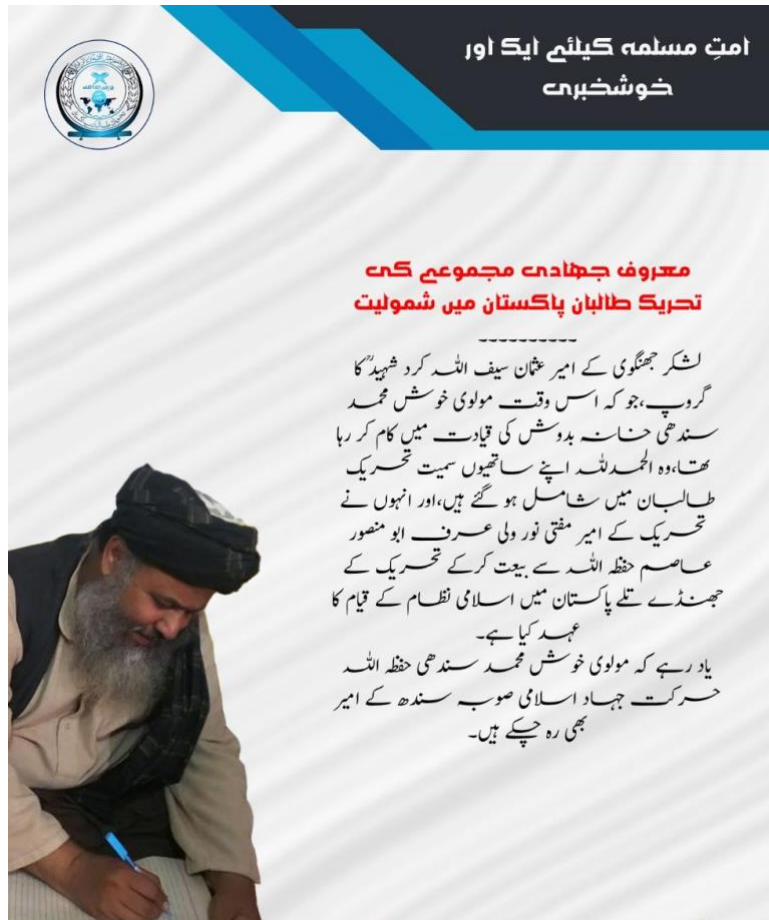 امتِ مسلمہ کیلئے ایک اور
خوشخبری
معروف جہادی مجموعے کی
تحریک طالبان پاکستان میں شمولیت
----------
لشکر جھنگوی کے امیر عثمان سیف اللہ کرد شہیدؒ کا
گروپ،جو کہ اس وقت مولوی خوش محمد
سندھی خانہ بدوش کی قیادت میں کام کر رہا
تھا،وہ الحمدللہ اپنے ساتھیوں سمیت تحریک
طالبان میں شامل ہو گئے ہیں،اور انہوں نے
تحریک کے امیر مفتی نور ولی عرف ابو منصور
عاصم حفظہ اللہ سے بیعت کرکے تحریک کے
جھنڈے تلے پاکستان میں اسلامی نظام کے قیام کا
عہد کیا ہے۔
یاد رہے کہ مولوی خوش محمد سندھی حفظہ اللہ
حرکت جہاد اسلامی صوبہ سندھ کے امیر
بھی رہ چکے ہیں۔